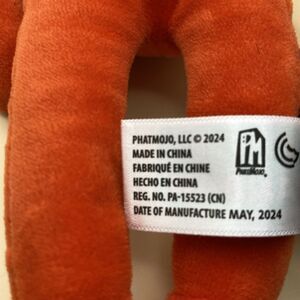 PHATMOJO, LLC © 2024
MADE IN CHINA
FABRIQUÉ EN CHINE
HECHO EN CHINA
REG. NO. PA-15523 (CN)
DATE OF MANUFACTURE MAY, 2024
PHATMOJO